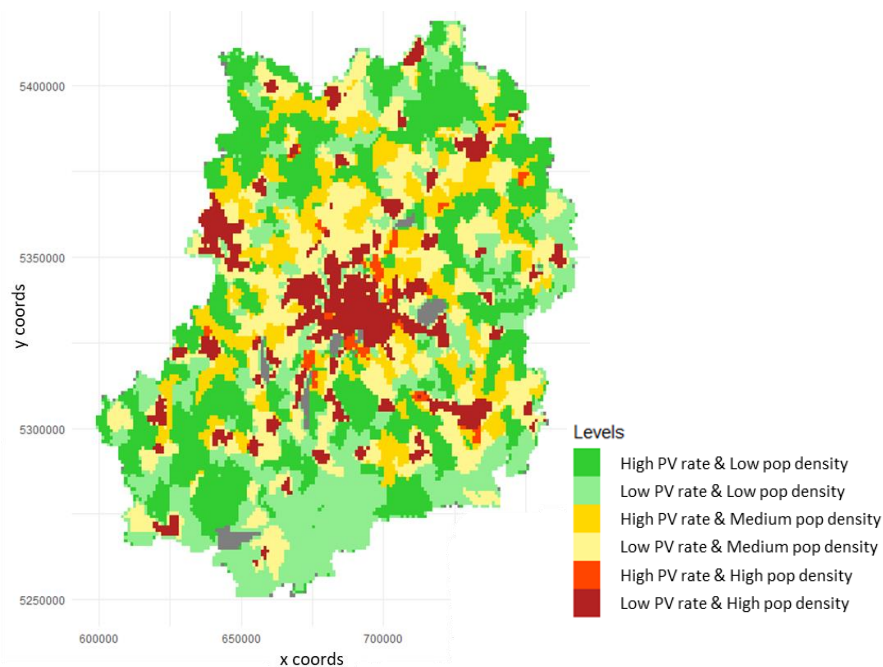 5400000
5350000
5300000
5250000
y coords
600000
650000
700000
x coords
Levels
High PV rate & Low pop density
Low PV rate & Low pop density
High PV rate & Medium pop density
Low PV rate & Medium pop density
High PV rate & High pop density
Low PV rate & High pop density